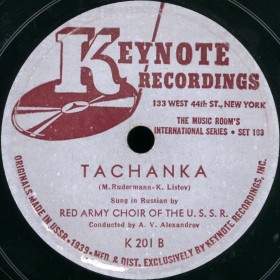 KEYNOTE
RECORDINGS
133 WEST 44th ST., NEW YORK
THE MUSIC ROOM'S
INTERNATIONAL SERIES • SET 103
TACHANKA
(M. Rudermann-K. Listov)
Sung in Russian by
RED ARMY CHOIR OF THE U. S. S. R.
Conducted by A. V. Alexandrov
K 201 B
ORIGINALS MADE IN USSR - 1939 - MFD. & DIST. EXCLUSIVELY BY KEYNOTE RECORDINGS, INC.